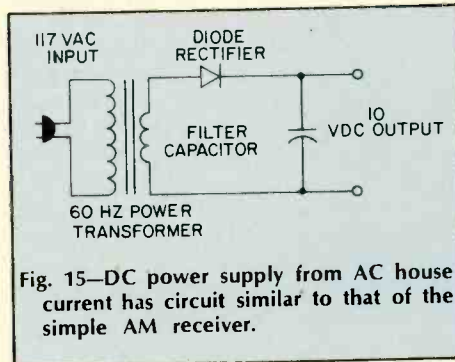 117 VAC
INPUT
DIODE
RECTIFIER
FILTER
CAPACITOR
10
VDC OUTPUT
60 HZ POWER
TRANSFORMER
Fig. 15—DC power supply from AC house
current has circuit similar to that of the
simple AM receiver.